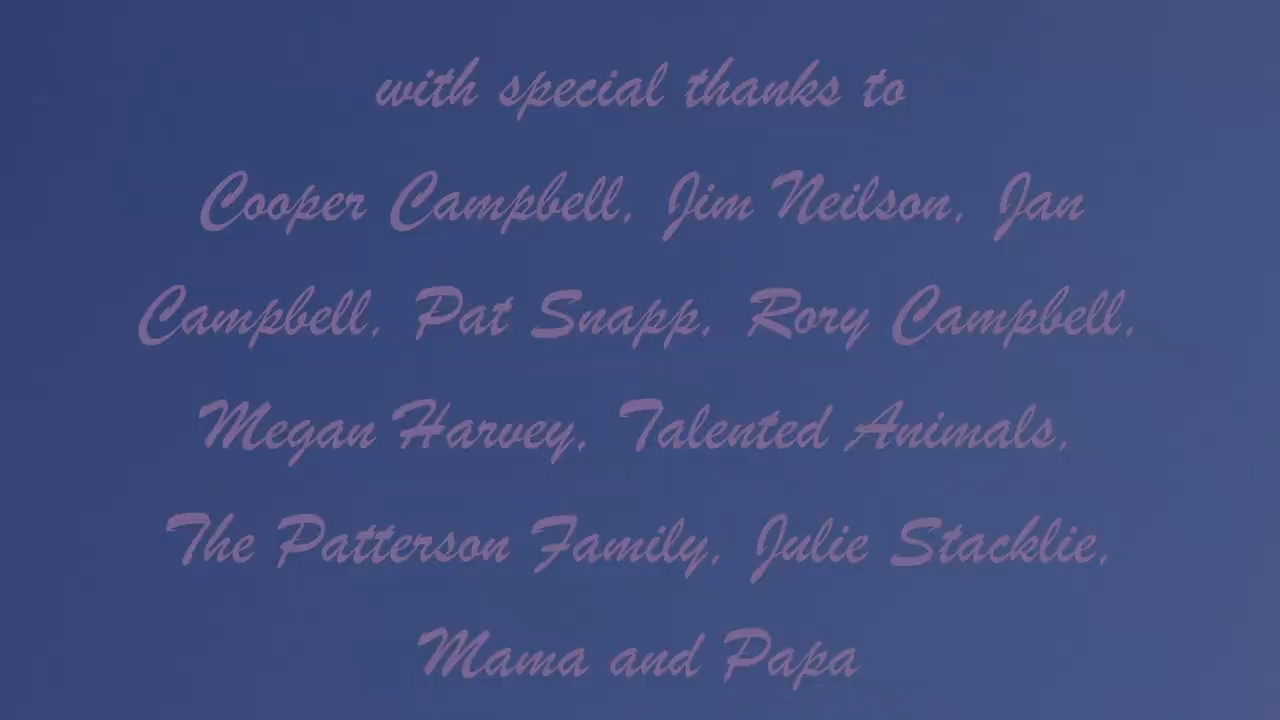 with special thanks to
Cooper Campbell, Jim Neilson, Jan
Campbell, Pat Snapp, Rory Campbell,
Megan Harvey, Talented Animals,
The Patterson Family, Julie Stacklie,
Mama and Papa